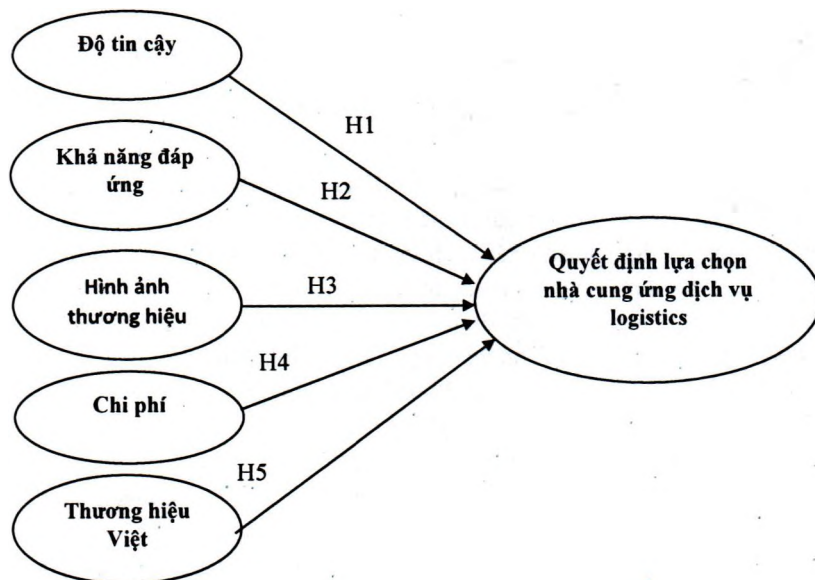 Độ tin cậy
H1
Khả năng đáp
ứng
H2
Hình ảnh
thương hiệu
H3
Quyết định lựa chọn
nhà cung ứng dịch vụ
logistics
H4
Chi phí
H5
Thương hiệu
Việt